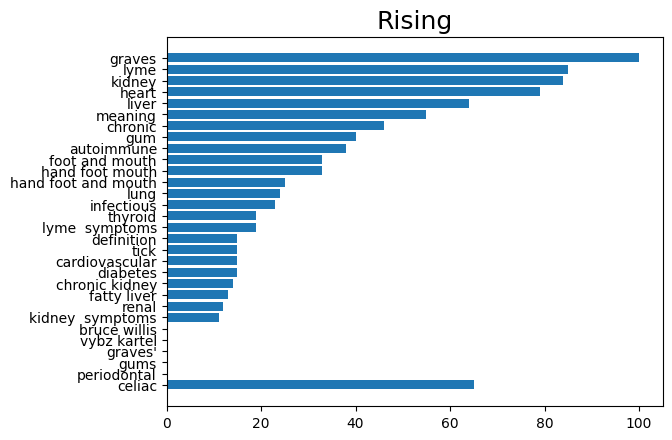 Rising
graves
lyme
kidney
heart
liver
meaning
chronic
gum
autoimmune
foot and mouth
hand foot mouth
hand foot and mouth
lung
infectious
thyroid
lyme  symptoms
definition
tick
cardiovascular
diabetes
chronic kidney
fatty liver
renal
kidney  symptoms
bruce willis
vybz kartel
graves'
gums
periodontal
celiac
0 20 40 60 80 100